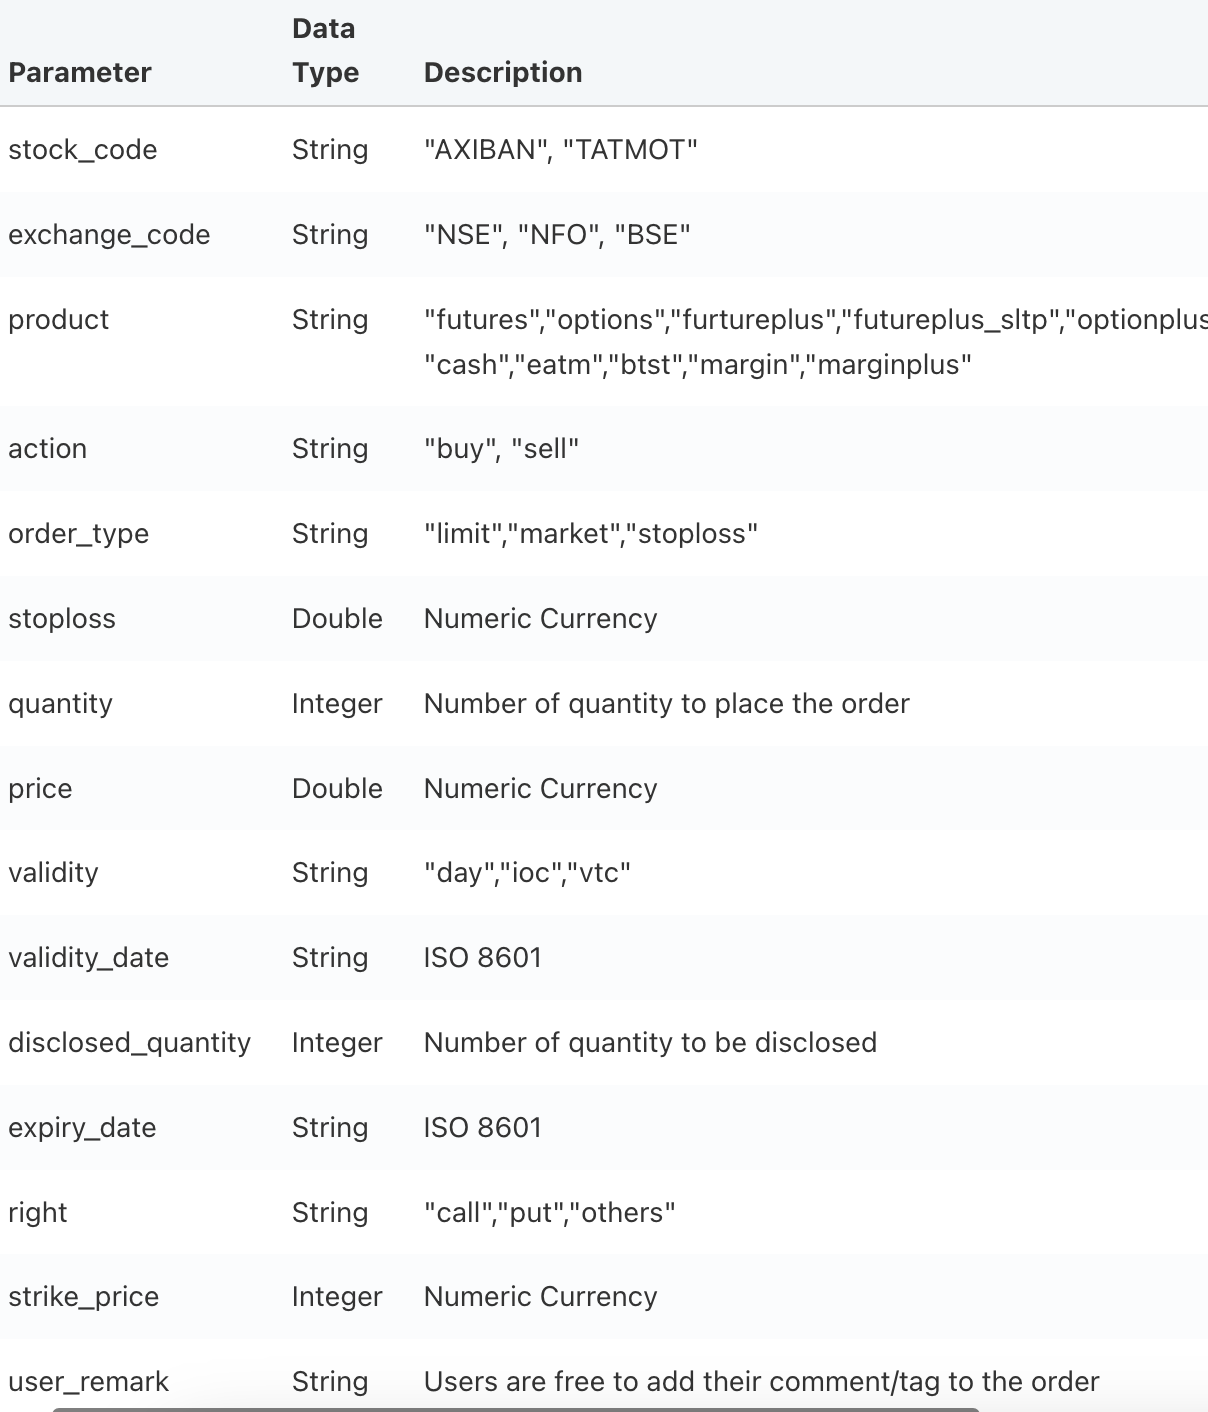 Parameter Data Type Description
stock_code String "AXIBAN", "TATMOT"
exchange_code String "NSE", "NFO", "BSE"
product String "futures","options","furtureplus","futureplus_sltp","optionplus
"cash","eatm","btst","margin","marginplus"
action String "buy", "sell"
order_type String "limit","market","stoploss"
stoploss Double Numeric Currency
quantity Integer Number of quantity to place the order
price Double Numeric Currency
validity String "day","ioc","vtc"
validity_date String ISO 8601
disclosed_quantity Integer Number of quantity to be disclosed
expiry_date String ISO 8601
right String "call","put","others"
strike_price Integer Numeric Currency
user_remark String Users are free to add their comment/tag to the order